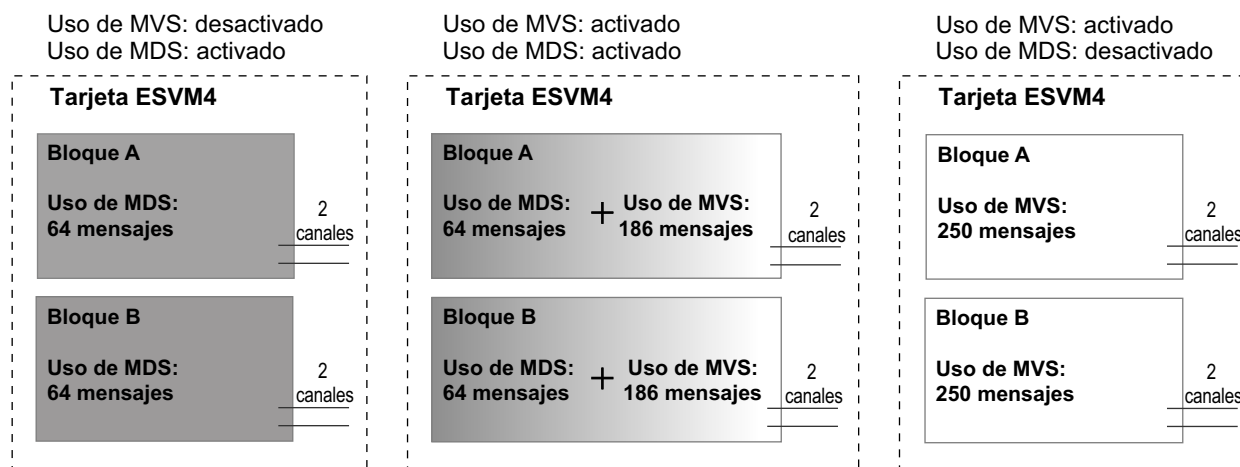 Uso de MVS: desactivado
Uso de MDS: activado
Tarjeta ESVM4
Bloque A
Uso de MDS:
64 mensajes
2
canales
Bloque B
Uso de MDS:
64 mensajes
2
canales
Uso de MVS: activado
Uso de MDS: activado
Tarjeta ESVM4
Bloque A
Uso de MDS:
64 mensajes
+
Uso de MVS:
186 mensajes
2
canales
Bloque B
Uso de MDS:
64 mensajes
+
Uso de MVS:
186 mensajes
2
canales
Uso de MVS: activado
Uso de MDS: desactivado
Tarjeta ESVM4
Bloque A
Uso de MVS:
250 mensajes
2
canales
Bloque B
Uso de MVS:
250 mensajes
2
canales